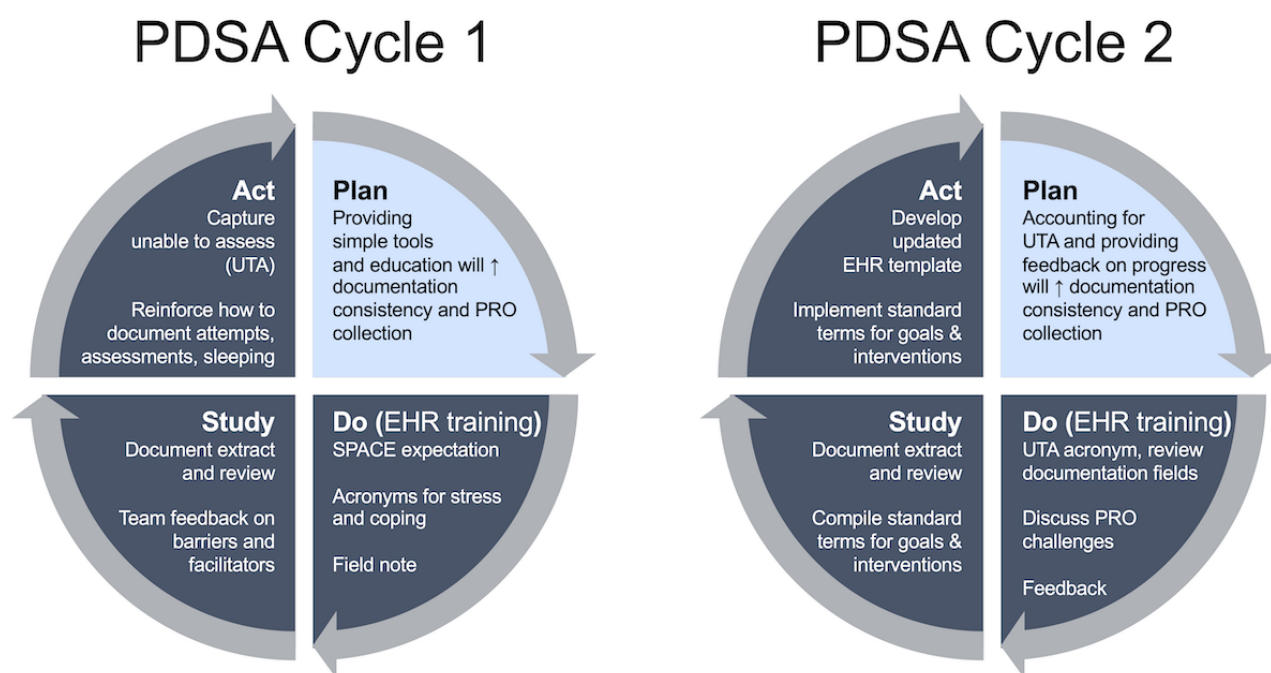 PDSA Cycle 1
Act
Capture
unable to assess
(UTA)
Reinforce how to
document attempts,
assessments, sleeping
Plan
Providing
simple tools
and education will ↑
documentation
consistency and PRO
collection
Study
Document extract
and review
Team feedback on
barriers and
facilitators
Do (EHR training)
SPACE expectation
Acronyms for stress
and coping
Field note
PDSA Cycle 2
Act
Develop
updated
EHR template
Implement standard
terms for goals &
interventions
Plan
Accounting for
UTA and providing
feedback on progress
will ↑ documentation
consistency and PRO
collection
Study
Document extract
and review
Compile standard
terms for goals &
interventions
Do (EHR training)
UTA acronym, review
documentation fields
Discuss PRO
challenges
Feedback